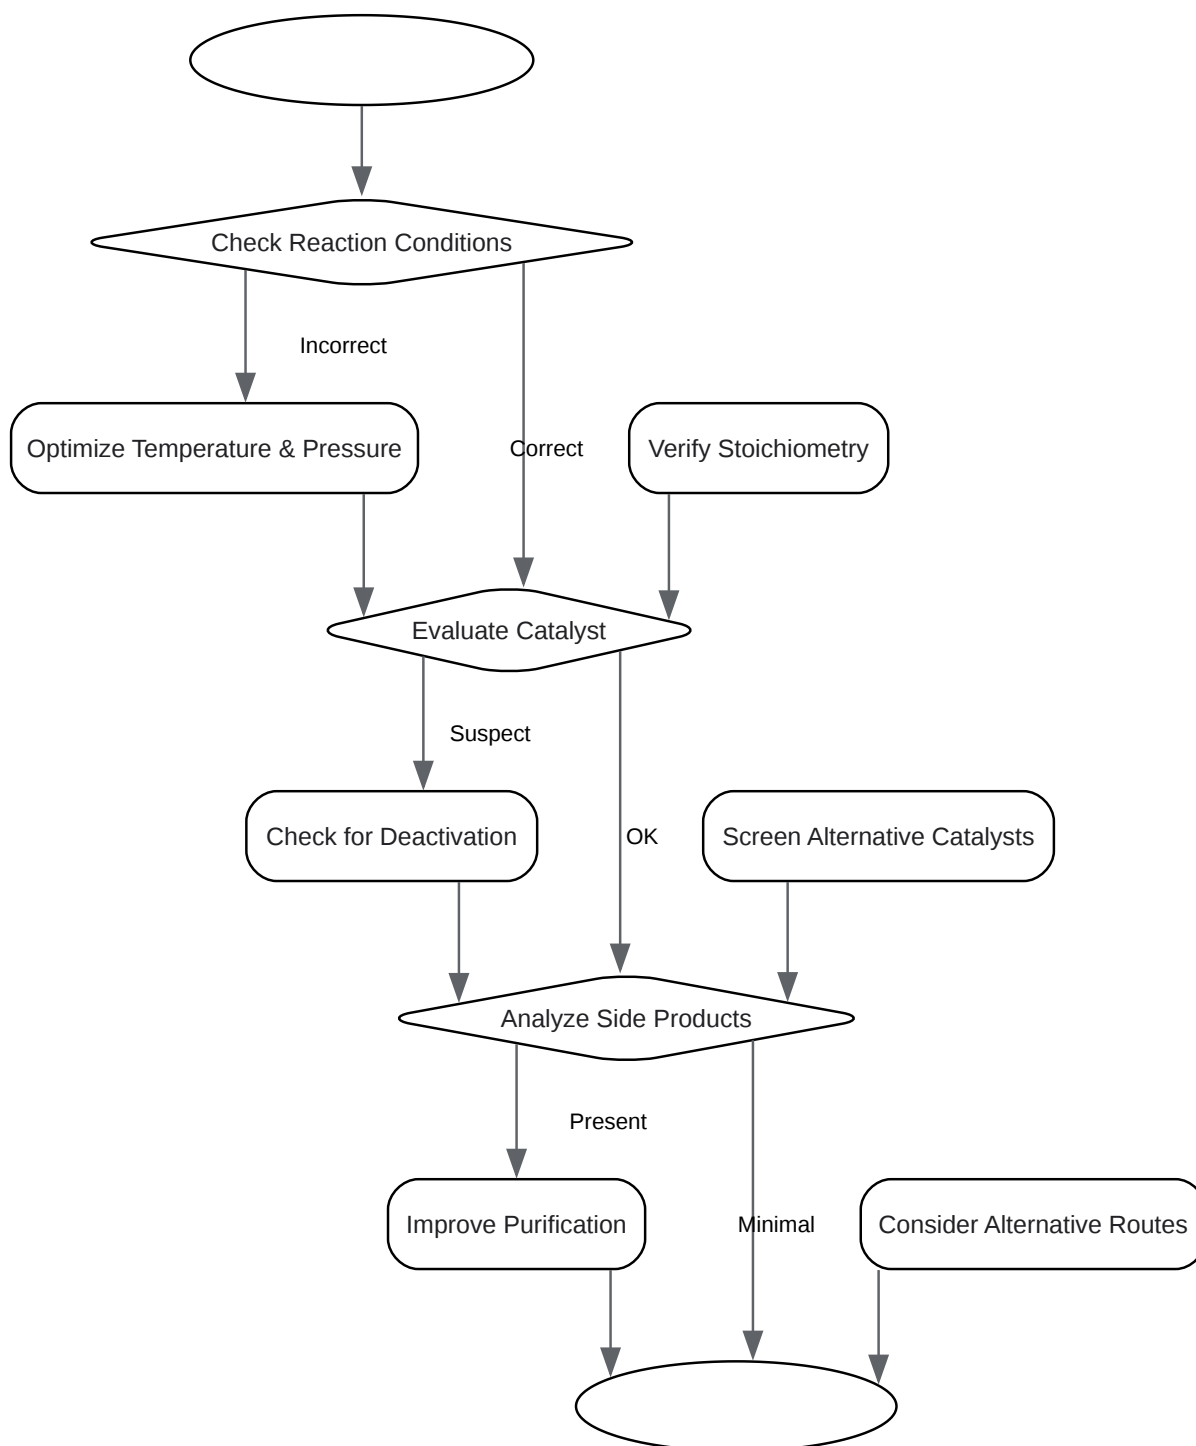 Check Reaction Conditions
Incorrect
Optimize Temperature & Pressure
Correct
Verify Stoichiometry
Evaluate Catalyst
Suspect
Check for Deactivation
OK
Screen Alternative Catalysts
Analyze Side Products
Present
Improve Purification
Minimal
Consider Alternative Routes